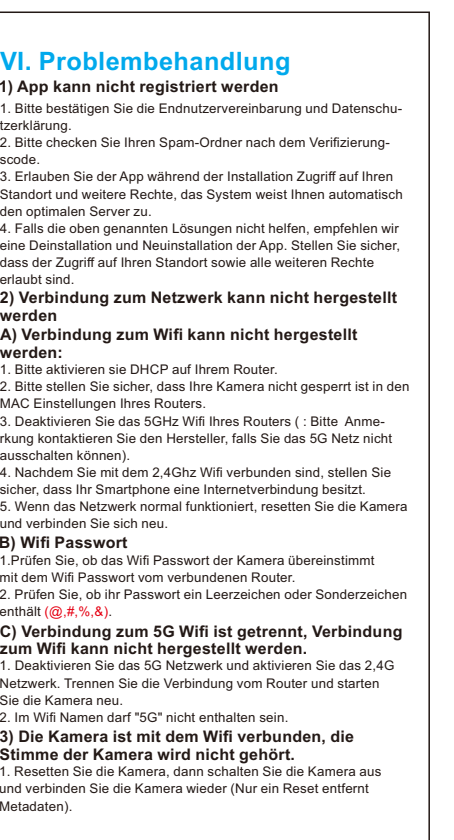 VI. Problembehandlung
1) App kann nicht registriert werden
1. Bitte bestätigen Sie die Endnutzervereinbarung und Datenschu-
tzerklärung.
2. Bitte checken Sie Ihren Spam-Ordner nach dem Verifizierung-
scode.
3. Erlauben Sie der App während der Installation Zugriff auf Ihren
Standort und weitere Rechte, das System weist Ihnen automatisch
den optimalen Server zu.
4. Falls die oben genannten Lösungen nicht helfen, empfehlen wir
eine Deinstallation und Neuinstallation der App. Stellen Sie sicher,
dass der Zugriff auf Ihren Standort sowie alle weiteren Rechte
erlaubt sind.
2) Verbindung zum Netzwerk kann nicht hergestellt
werden
A) Verbindung zum Wifi kann nicht hergestellt
werden:
1. Bitte aktivieren sie DHCP auf Ihrem Router.
2. Bitte stellen Sie sicher, dass Ihre Kamera nicht gesperrt ist in den
MAC Einstellungen Ihres Routers.
3. Deaktivieren Sie das 5GHz Wifi Ihres Routers ( : Bitte Anme-
rkung kontaktieren Sie den Hersteller, falls Sie das 5G Netz nicht
ausschalten können).
4. Nachdem Sie mit dem 2,4Ghz Wifi verbunden sind, stellen Sie
sicher, dass Ihr Smartphone eine Internetverbindung besitzt.
5. Wenn das Netzwerk normal funktioniert, resetten Sie die Kamera
und verbinden Sie sich neu.
B) Wifi Passwort
1.Prüfen Sie, ob das Wifi Passwort der Kamera übereinstimmt
mit dem Wifi Passwort vom verbundenen Router.
2. Prüfen Sie, ob ihr Passwort ein Leerzeichen oder Sonderzeichen
enthält (@,#,%,&).
C) Verbindung zum 5G Wifi ist getrennt, Verbindung
zum Wifi kann nicht hergestellt werden.
1. Deaktivieren Sie das 5G Netzwerk und aktivieren Sie das 2,4G
Netzwerk. Trennen Sie die Verbindung vom Router und starten
Sie die Kamera neu.
2. Im Wifi Namen darf "5G" nicht enthalten sein.
3) Die Kamera ist mit dem Wifi verbunden, die
Stimme der Kamera wird nicht gehört.
1. Resetten Sie die Kamera, dann schalten Sie die Kamera aus
und verbinden Sie die Kamera wieder (Nur ein Reset entfernt
Metadaten).